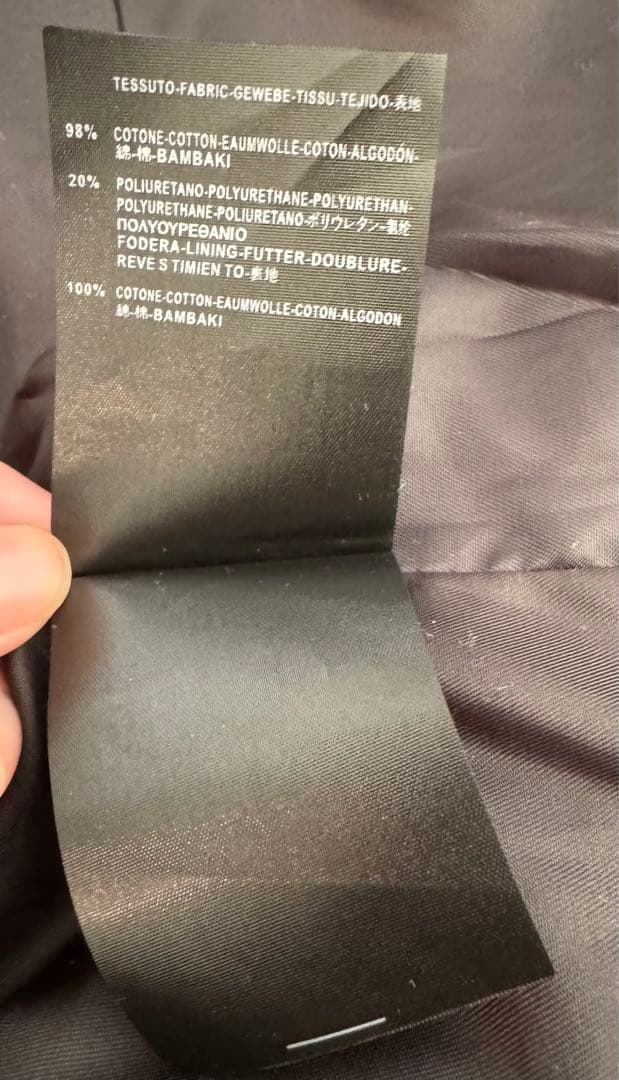 TESSUTO-FABRIC-GEWEBE-TISSU-TEJIDO-表地
98% COTONE-COTTON-EAUMWOLLE-COTON-ALGODÓN-
綿-棉-BAMBAKI
20% POLIURETANO-POLYURETHANE-POLYURETHAN-
POLYURETHANE-POLIURETANO-ポリウレタン-氨纶
ΠΟΛΥΟΥΡΕΘΑΝΙΟ
FODERA-LINING-FUTTER-DOUBLURE-
REVE S TIMIEN TO-表地
100% COTONE-COTTON-EAUMWOLLE-COTON-ALGODON
綿-棉-BAMBAKI